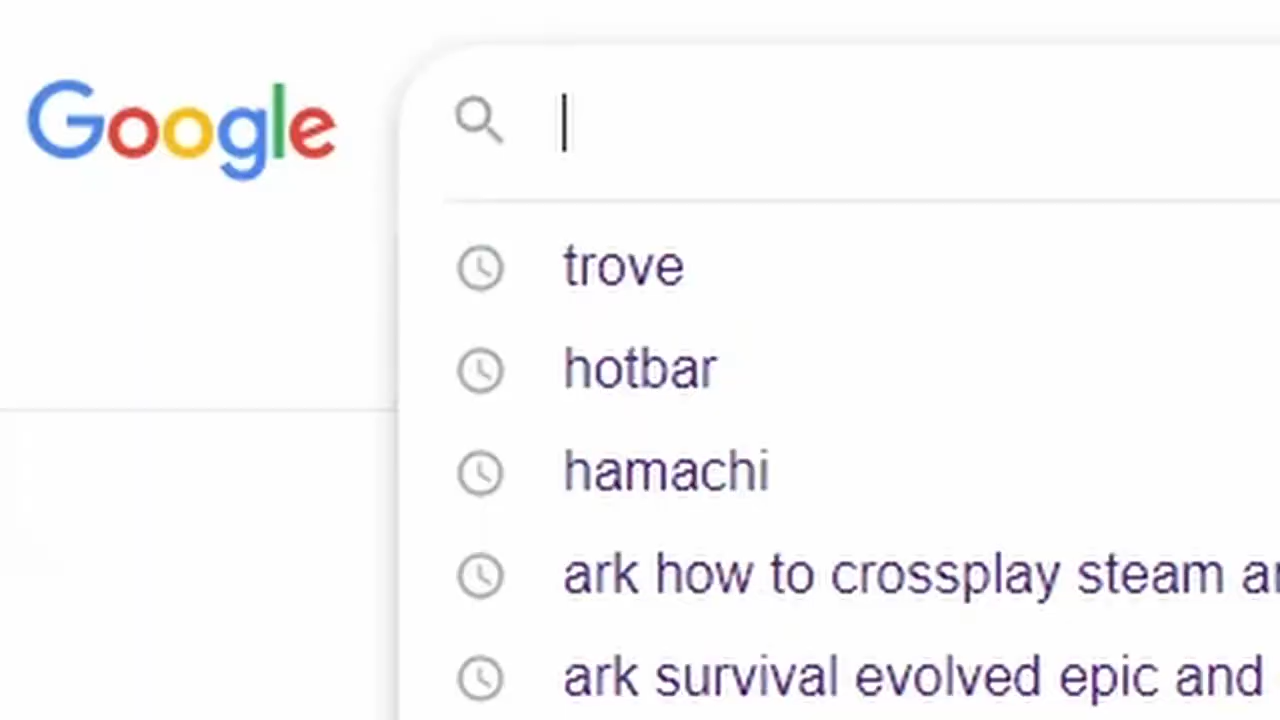 Google
trove
hotbar
hamachi
ark how to crossplay steam
ark survival evolved epic and